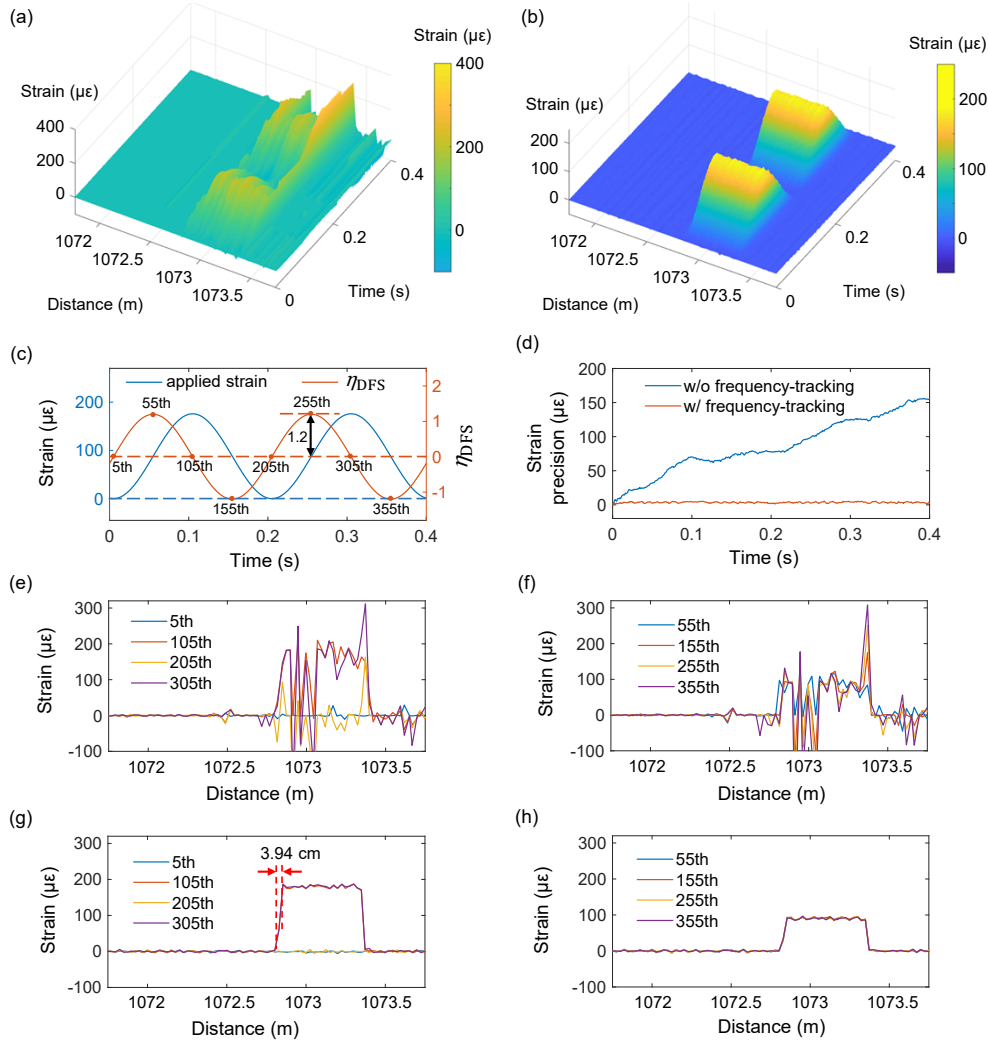 (a)
Strain (με)
400
200
0
Strain (με)
400
200
0
1072
1072.5
1073
1073.5
Distance (m)
0
0.2
0.4
Time (s)
(b)
Strain (με)
200
100
0
Strain (με)
200
100
0
1072
1072.5
1073
1073.5
Distance (m)
0
0.2
0.4
Time (s)
(c)
applied strain
η_DFS
200
100
0
Strain (με)
2
1
0
-1
η_DFS
55th
255th
1.2
5th
105th
205th
305th
155th
355th
0
0.1
0.2
0.3
0.4
Time (s)
(d)
w/o frequency-tracking
w/ frequency-tracking
200
150
100
50
0
-20
Strain
precision (με)
0
0.1
0.2
0.3
0.4
Time (s)
(e)
5th
105th
205th
305th
300
200
100
0
-100
Strain (με)
1072
1072.5
1073
1073.5
Distance (m)
(f)
55th
155th
255th
355th
300
200
100
0
-100
Strain (με)
1072
1072.5
1073
1073.5
Distance (m)
(g)
5th
105th
205th
305th
3.94 cm
300
200
100
0
-100
Strain (με)
1072
1072.5
1073
1073.5
Distance (m)
(h)
55th
155th
255th
355th
300
200
100
0
-100
Strain (με)
1072
1072.5
1073
1073.5
Distance (m)